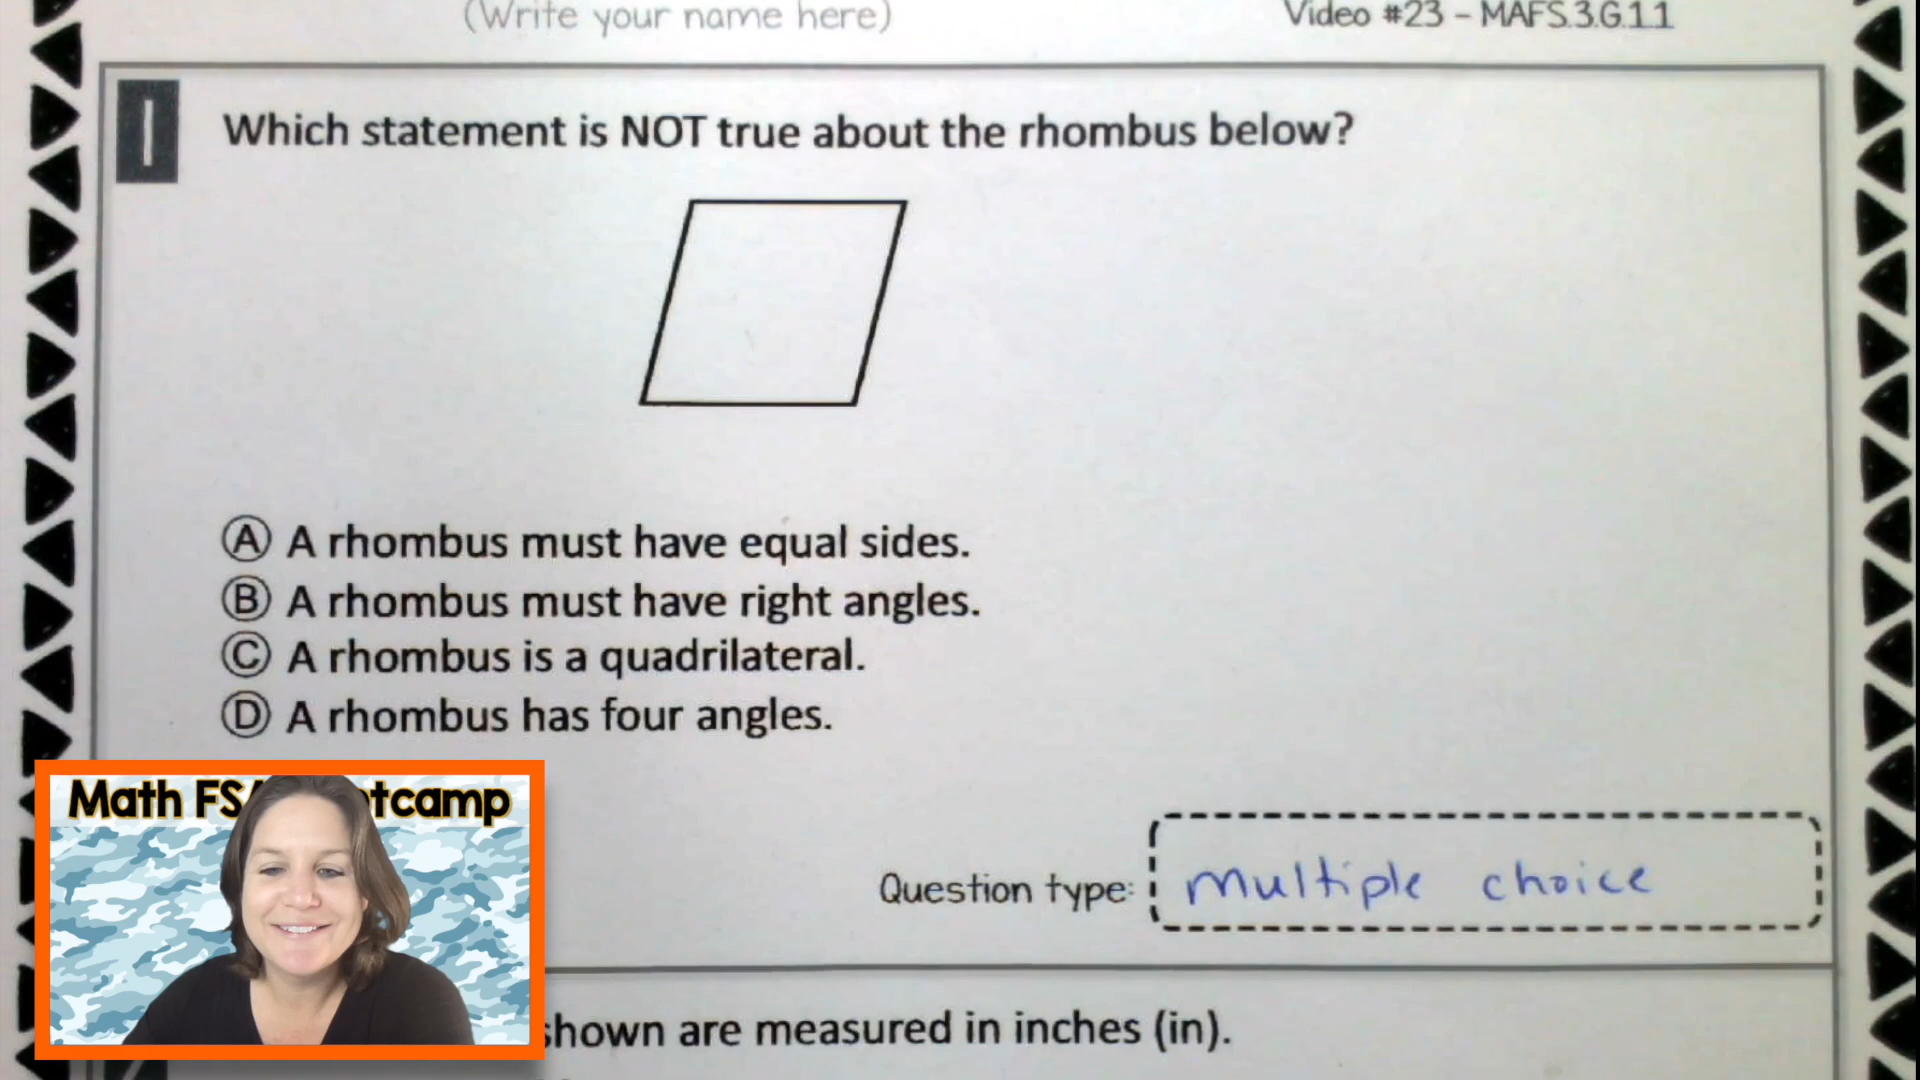 (Write your name here)
Video #23 - MAFS.3.G.1.1
1
Which statement is NOT true about the rhombus below?
A A rhombus must have equal sides.
B A rhombus must have right angles.
C A rhombus is a quadrilateral.
D A rhombus has four angles.
Math FSA
Question type: multiple choice
shown are measured in inches (in).